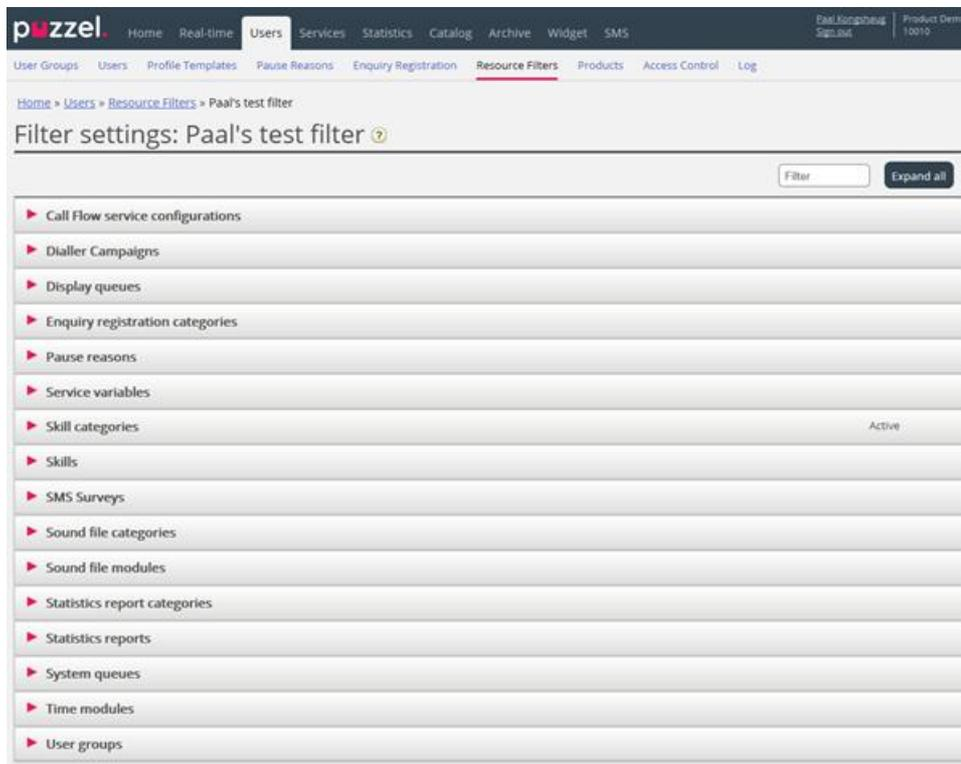 puzzel.
Home Real-time Users Services Statistics Catalog Archive Widget SMS
Paal Kongshaug
Sign out
Product Dem
10010
User Groups Users Profile Templates Pause Reasons Enquiry Registration Resource Filters Products Access Control Log
Home » Users » Resource Filters » Paal's test filter
Filter settings: Paal's test filter ?
Filter Expand all
Call Flow service configurations
Dialler Campaigns
Display queues
Enquiry registration categories
Pause reasons
Service variables
Skill categories Active
Skills
SMS Surveys
Sound file categories
Sound file modules
Statistics report categories
Statistics reports
System queues
Time modules
User groups